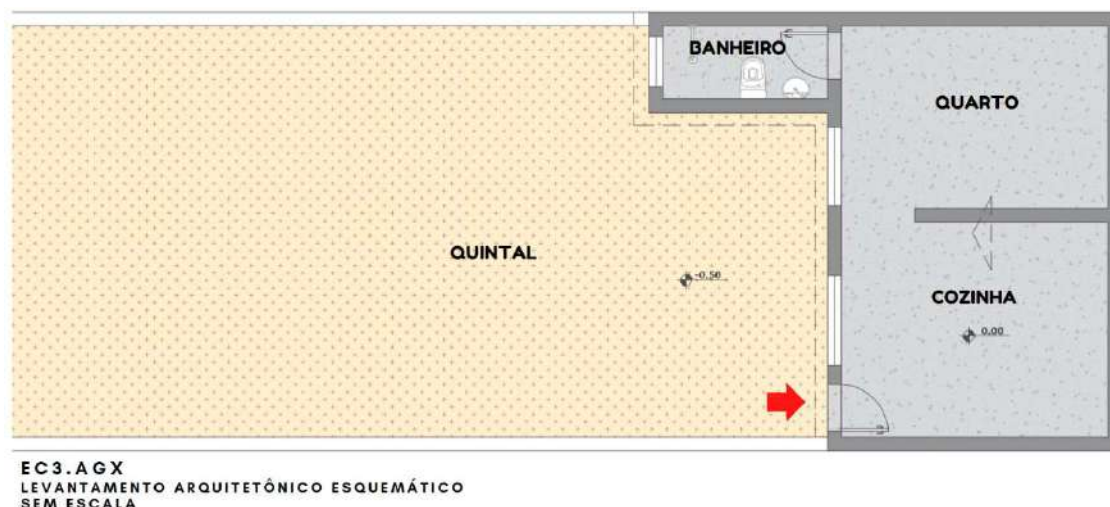 BANHEIRO
QUARTO
QUINTAL
-0,50
COZINHA
0,00
EC3.AGX
LEVANTAMENTO ARQUITETÔNICO ESQUEMÁTICO
SEM ESCALA